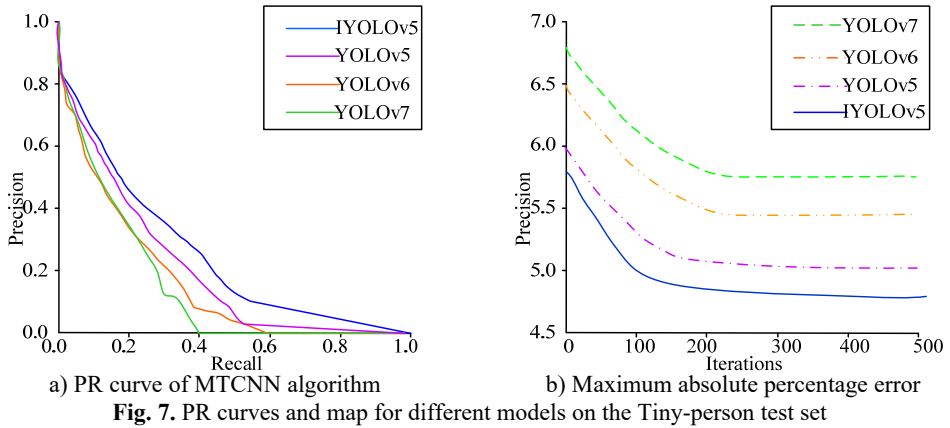 1.0
0.8
0.6
0.4
0.2
0.0
Precision
0.0
0.2
0.4
0.6
0.8
1.0
Recall
IYOLOv5
YOLOv5
YOLOv6
YOLOv7
a) PR curve of MTCNN algorithm
7.0
6.5
6.0
5.5
5.0
4.5
Precision
0
100
200
300
400
500
Iterations
YOLOv7
YOLOv6
YOLOv5
IYOLOv5
b) Maximum absolute percentage error
Fig. 7. PR curves and map for different models on the Tiny-person test set